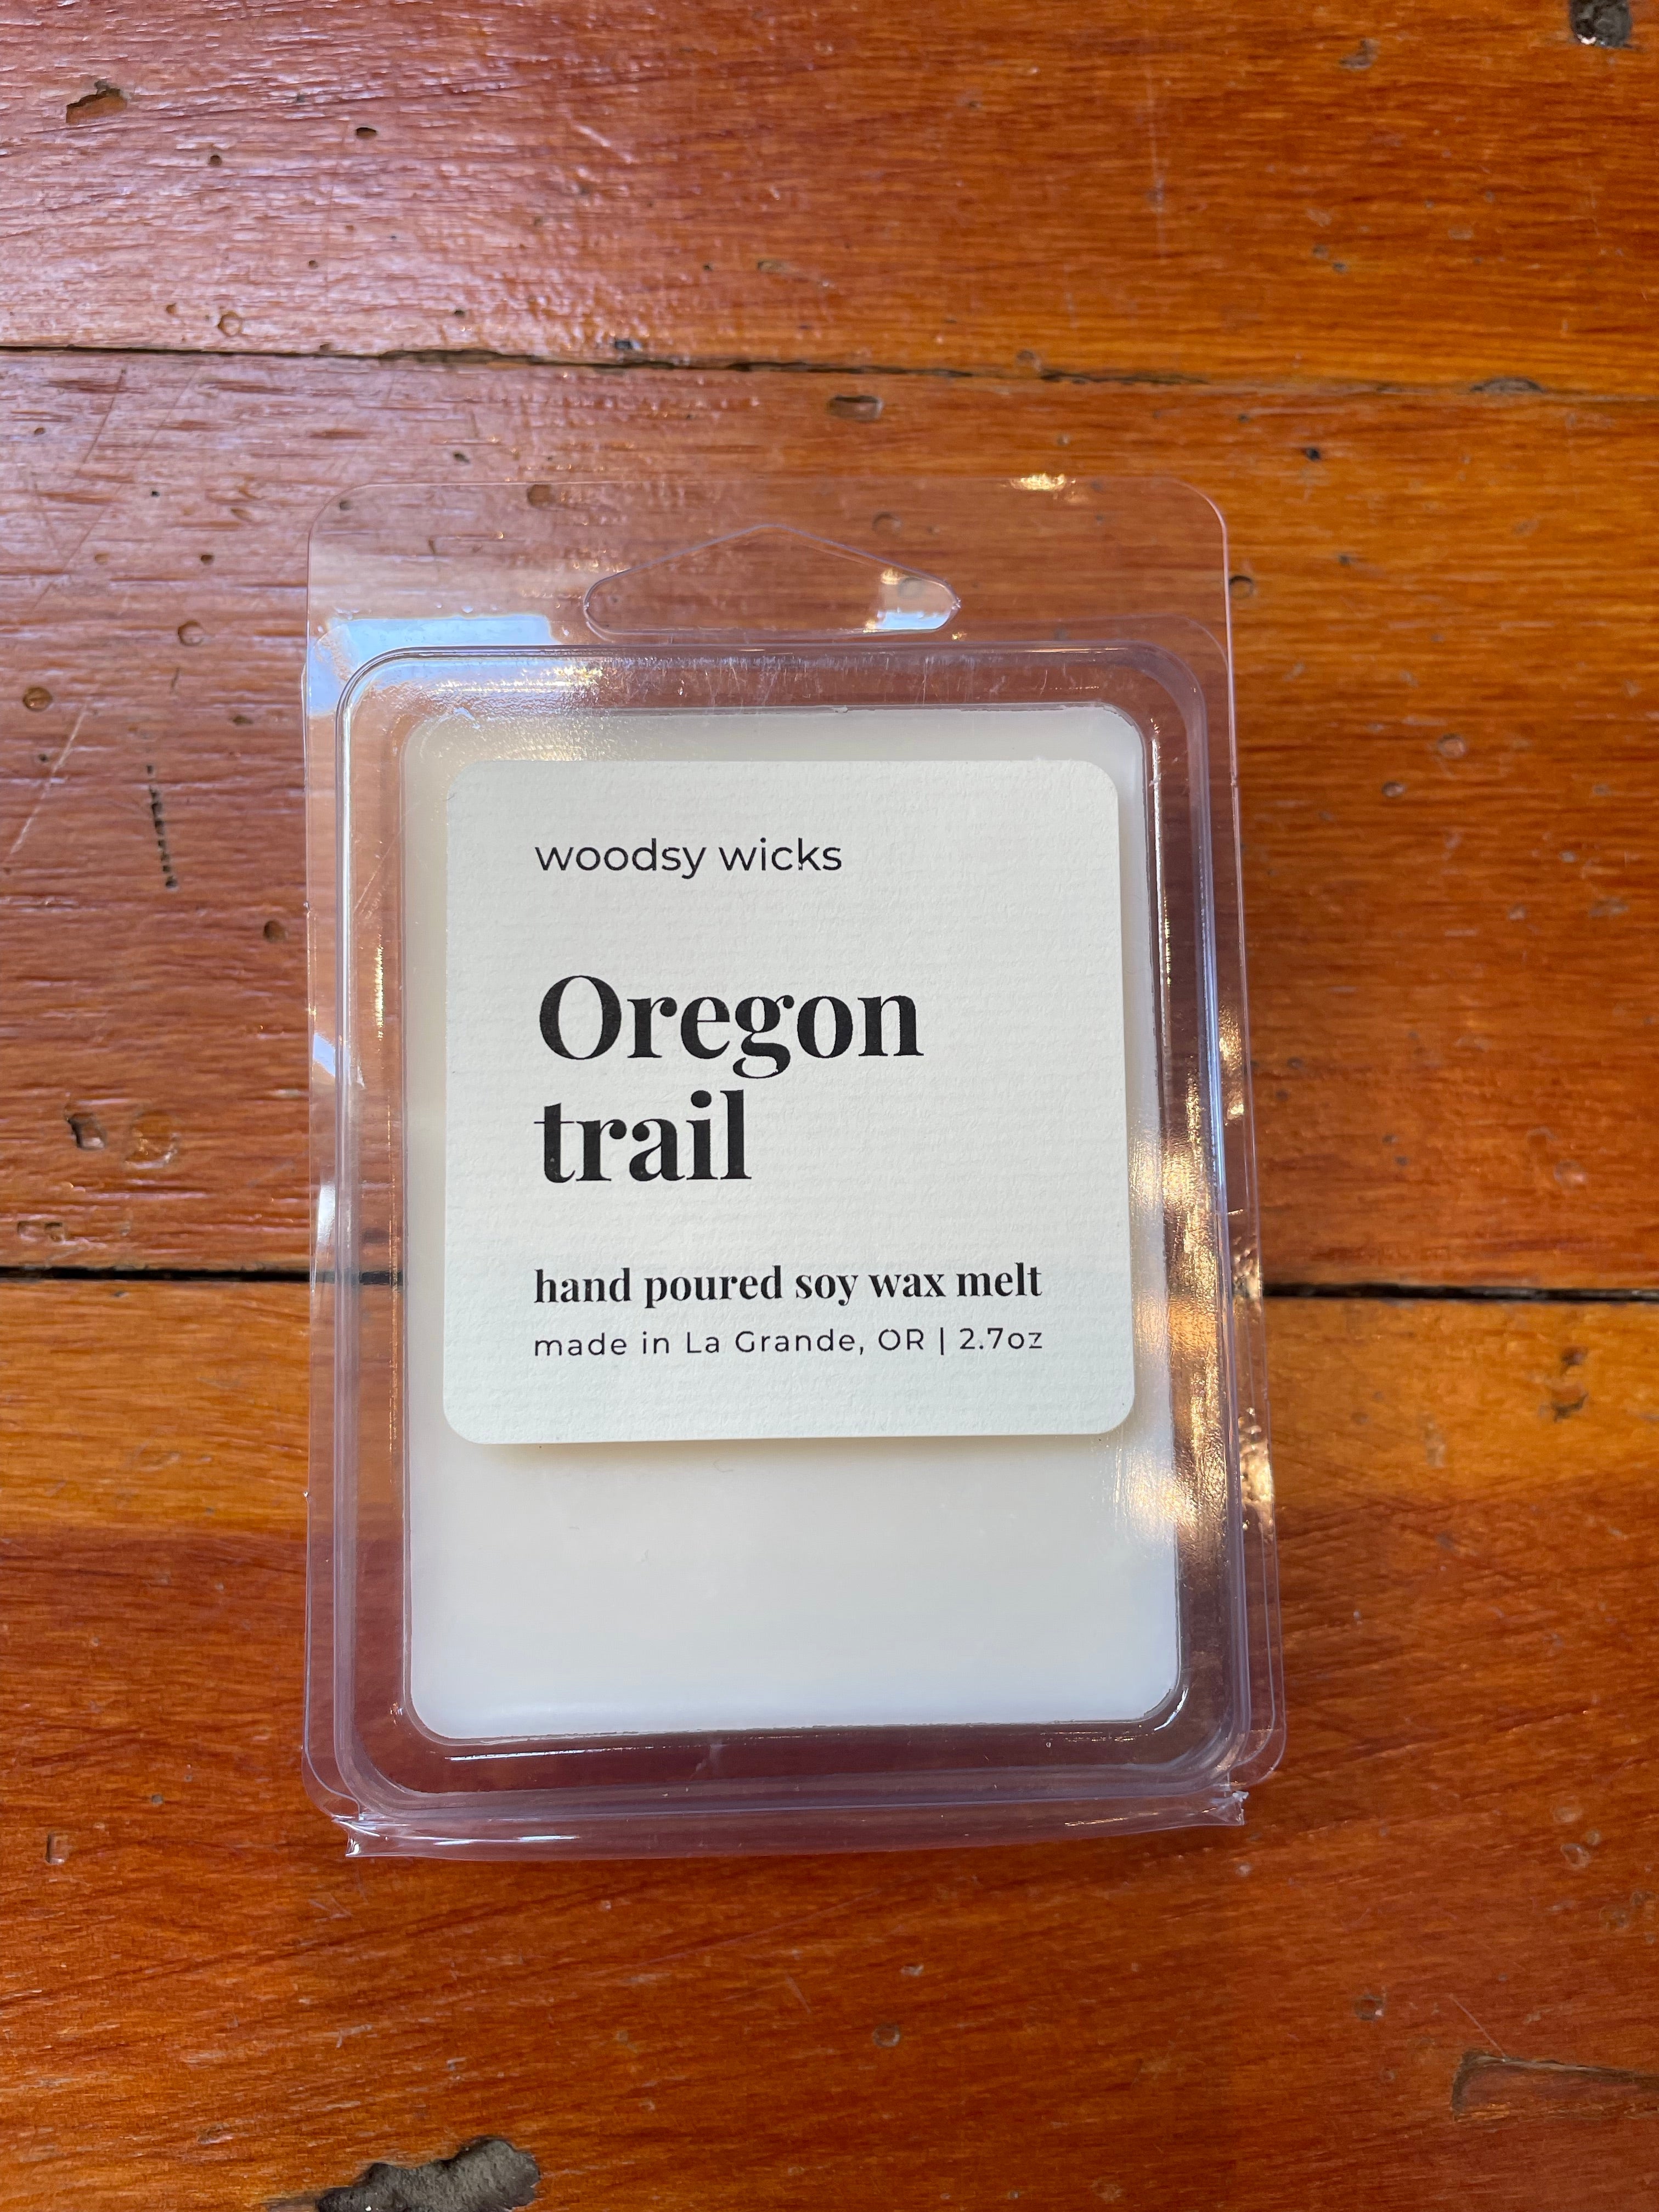 woodsy wicks
Oregon
trail
hand poured soy wax melt
made in La Grande, OR | 2.7oz